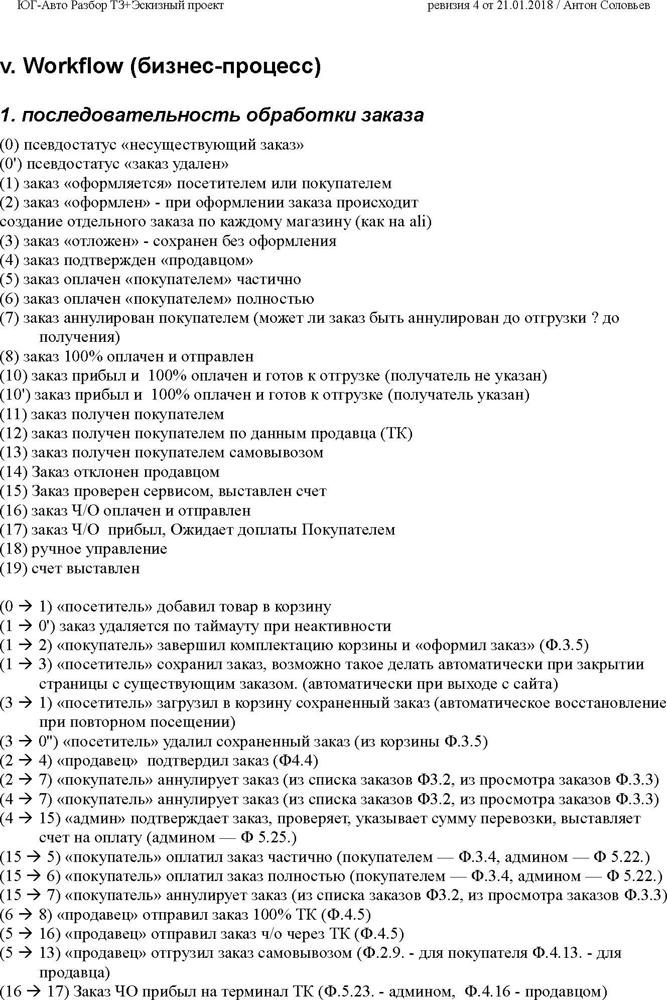 ЮГ-Авто Разбор ТЗ+Эскизный проект
ревизия 4 от 21.01.2018 / Антон Соловьев
v. Workflow (бизнес-процесс)
1. последовательность обработки заказа
(0) псевдостатус «несуществующий заказ»
(0') псевдостатус «заказ удален»
(1) заказ «оформляется» посетителем или покупателем
(2) заказ «оформлен» - при оформлении заказа происходит
создание отдельного заказа по каждому магазину (как на ali)
(3) заказ «отложен» - сохранен без оформления
(4) заказ подтвержден «продавцом»
(5) заказ оплачен «покупателем» частично
(6) заказ оплачен «покупателем» полностью
(7) заказ аннулирован покупателем (может ли заказ быть аннулирован до отгрузки ? до
получения)
(8) заказ 100% оплачен и отправлен
(10) заказ прибыл и  100% оплачен и готов к отгрузке (получатель не указан)
(10') заказ прибыл и  100% оплачен и готов к отгрузке (получатель указан)
(11) заказ получен покупателем
(12) заказ получен покупателем по данным продавца (ТК)
(13) заказ получен покупателем самовывозом
(14) Заказ отклонен продавцом
(15) Заказ проверен сервисом, выставлен счет
(16) заказ Ч/О оплачен и отправлен
(17) заказ Ч/О  прибыл, Ожидает доплаты Покупателем
(18) ручное управление
(19) счет выставлен
(0 → 1) «посетитель» добавил товар в корзину
(1 → 0') заказ удаляется по таймауту при неактивности
(1 → 2) «покупатель» завершил комплектацию корзины и «оформил заказ» (Ф.3.5)
(1 → 3) «посетитель» сохранил заказ, возможно такое делать автоматически при закрытии
страницы с существующим заказом. (автоматически при выходе с сайта)
(3 → 1) «посетитель» загрузил в корзину сохраненный заказ (автоматическое восстановление
при повторном посещении)
(3 → 0'') «посетитель» удалил сохраненный заказ (из корзины Ф.3.5)
(2 → 4) «продавец»  подтвердил заказ (Ф4.4)
(2 → 7) «покупатель» аннулирует заказ (из списка заказов Ф3.2, из просмотра заказов Ф.3.3)
(4 → 7) «покупатель» аннулирует заказ (из списка заказов Ф3.2, из просмотра заказов Ф.3.3)
(4 → 15) «админ» подтверждает заказ, проверяет, указывает сумму перевозки, выставляет
счет на оплату (админом — Ф 5.25.)
(15 → 5) «покупатель» оплатил заказ частично (покупателем — Ф.3.4, админом — Ф 5.22.)
(15 → 6) «покупатель» оплатил заказ полностью (покупателем — Ф.3.4, админом — Ф 5.22.)
(15 → 7) «покупатель» аннулирует заказ (из списка заказов Ф3.2, из просмотра заказов Ф.3.3)
(6 → 8) «продавец» отправил заказ 100% ТК (Ф.4.5)
(5 → 16) «продавец» отправил заказ ч/о через ТК (Ф.4.5)
(5 → 13) «продавец» отгрузил заказ самовывозом (Ф.2.9. - для покупателя Ф.4.13. - для
продавца)
(16 → 17) Заказ ЧО прибыл на терминал ТК (Ф.5.23. - админом,  Ф.4.16 - продавцом)